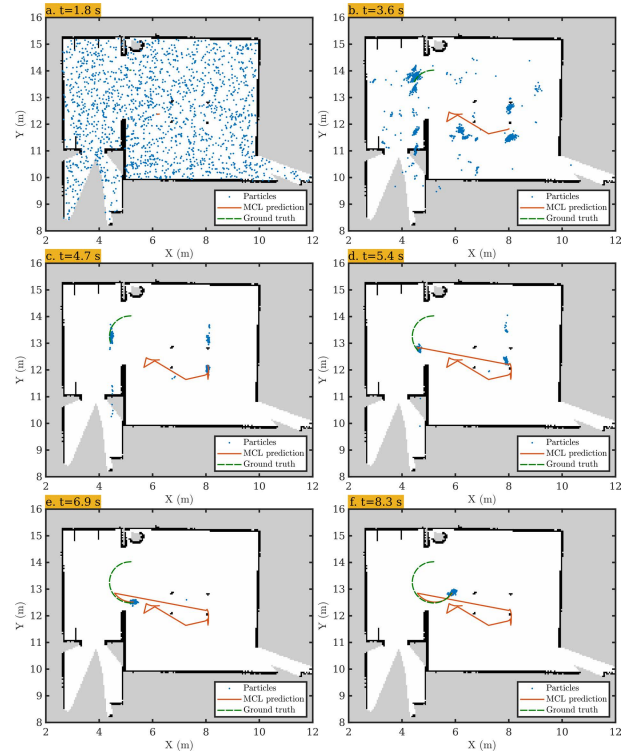 a. t=1.8 s
16
15
14
13
12
11
10
9
8
Y (m)
2 4 6 8 10 12
X (m)
Particles
MCL prediction
Ground truth
b. t=3.6 s
16
15
14
13
12
11
10
9
8
Y (m)
2 4 6 8 10 12
X (m)
Particles
MCL prediction
Ground truth
c. t=4.7 s
16
15
14
13
12
11
10
9
8
Y (m)
2 4 6 8 10 12
X (m)
Particles
MCL prediction
Ground truth
d. t=5.4 s
16
15
14
13
12
11
10
9
8
Y (m)
2 4 6 8 10 12
X (m)
Particles
MCL prediction
Ground truth
e. t=6.9 s
16
15
14
13
12
11
10
9
8
Y (m)
2 4 6 8 10 12
X (m)
Particles
MCL prediction
Ground truth
f. t=8.3 s
16
15
14
13
12
11
10
9
8
Y (m)
2 4 6 8 10 12
X (m)
Particles
MCL prediction
Ground truth